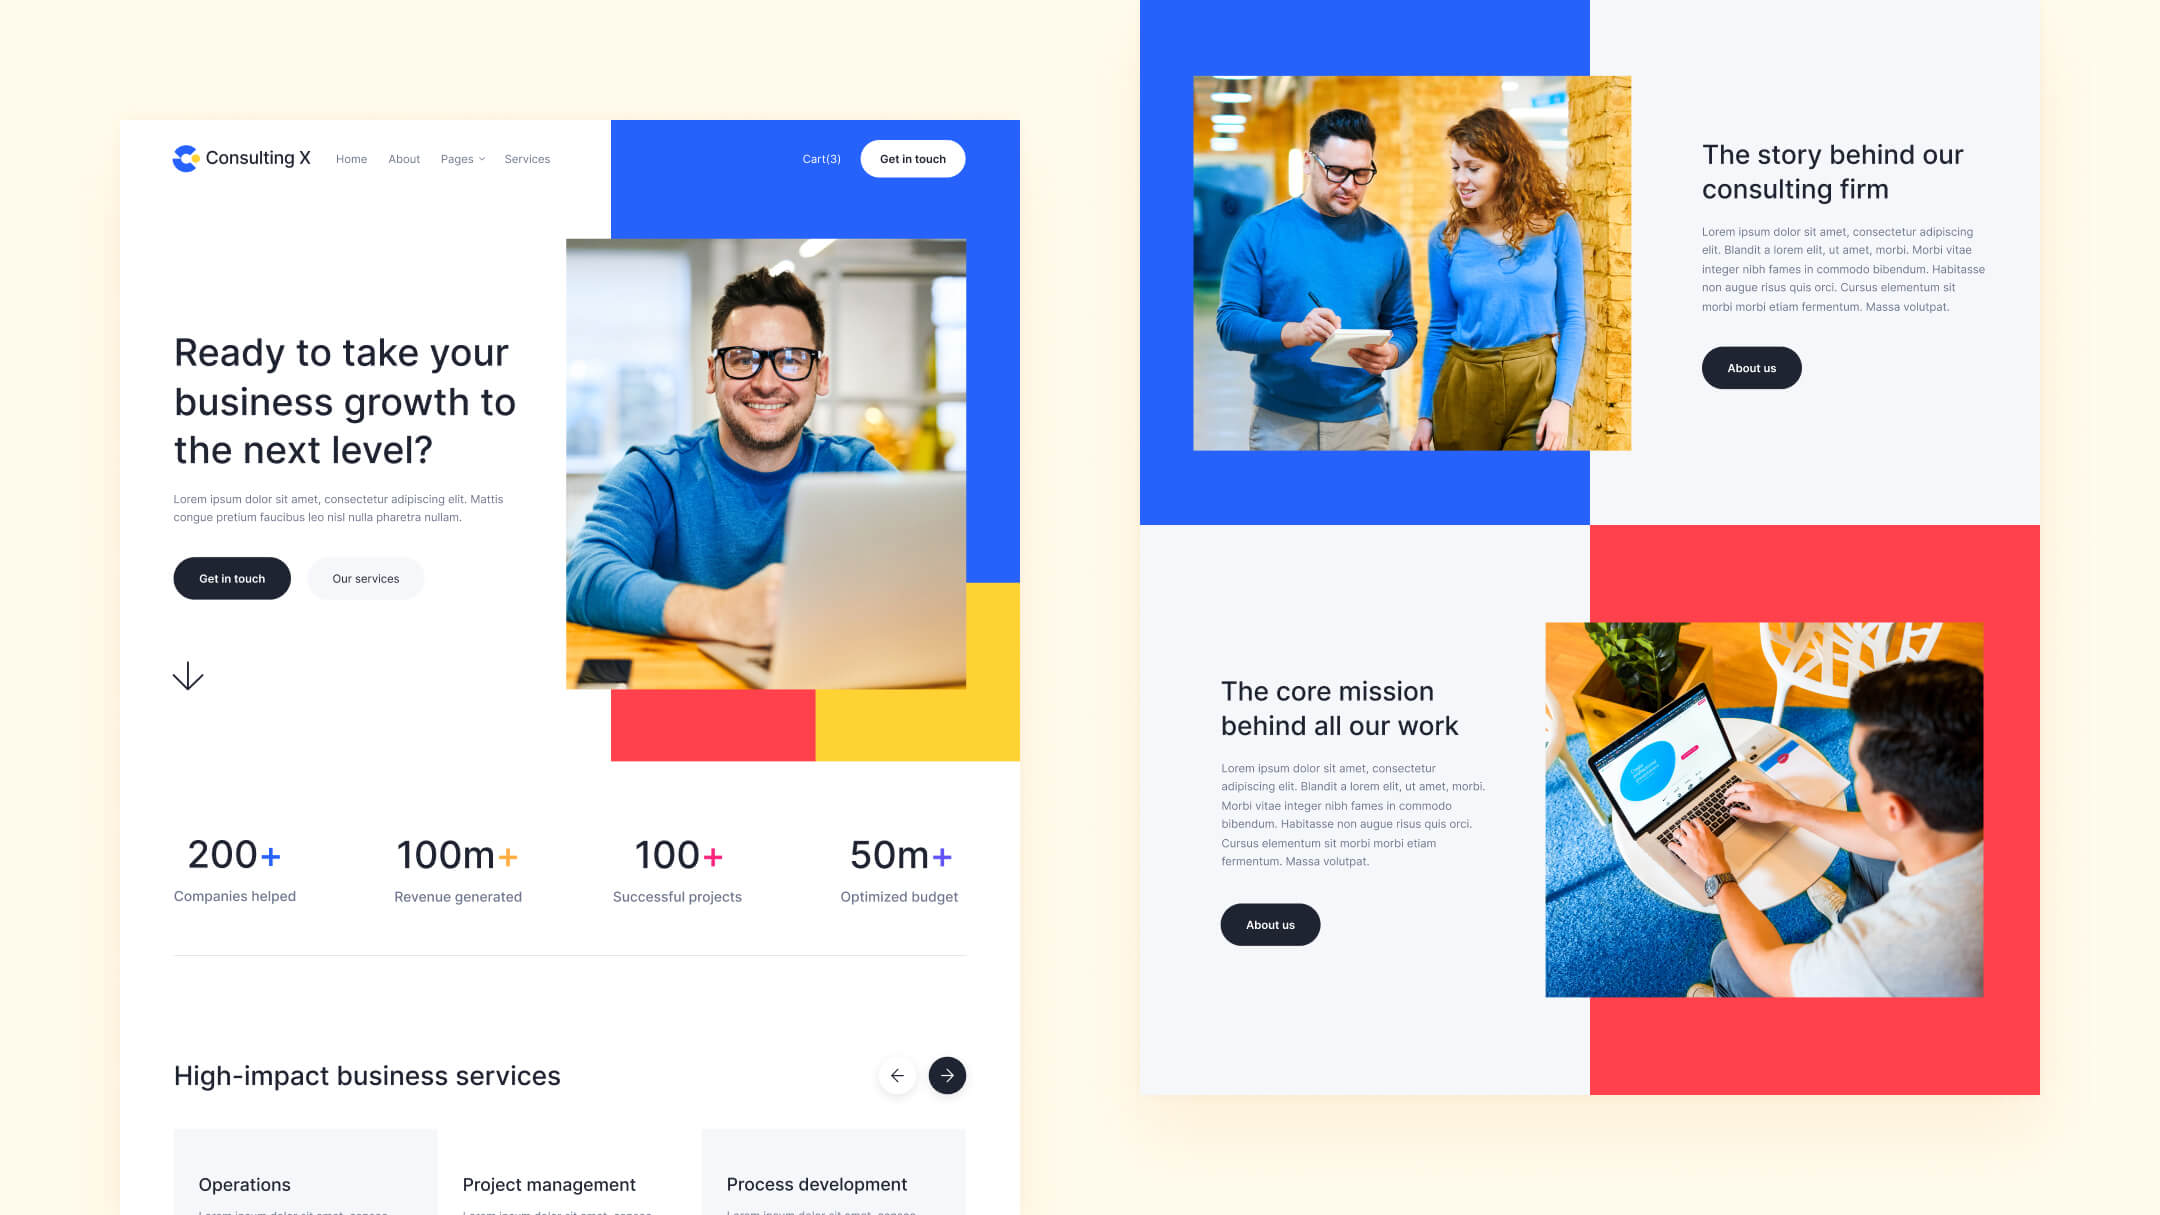 Consulting X
Home About Pages Services
Cart(3) Get in touch
Ready to take your
business growth to
the next level?
Lorem ipsum dolor sit amet, consectetur adipiscing elit. Mattis
congue pretium faucibus leo nisl nulla pharetra nullam.
Get in touch Our services
200+ 100m+ 100+ 50m+
Companies helped Revenue generated Successful projects Optimized budget
High-impact business services
Operations Project management Process development
The story behind our
consulting firm
Lorem ipsum dolor sit amet, consectetur adipiscing
elit. Blandit a lorem elit, ut amet, morbi. Morbi vitae
integer nibh fames in commodo bibendum. Habitasse
non augue risus quis orci. Cursus elementum sit
morbi morbi etiam fermentum. Massa volutpat.
About us
The core mission
behind all our work
Lorem ipsum dolor sit amet, consectetur
adipiscing elit. Blandit a lorem elit, ut amet, morbi.
Morbi vitae integer nibh fames in commodo
bibendum. Habitasse non augue risus quis orci.
Cursus elementum sit morbi morbi etiam
fermentum. Massa volutpat.
About us